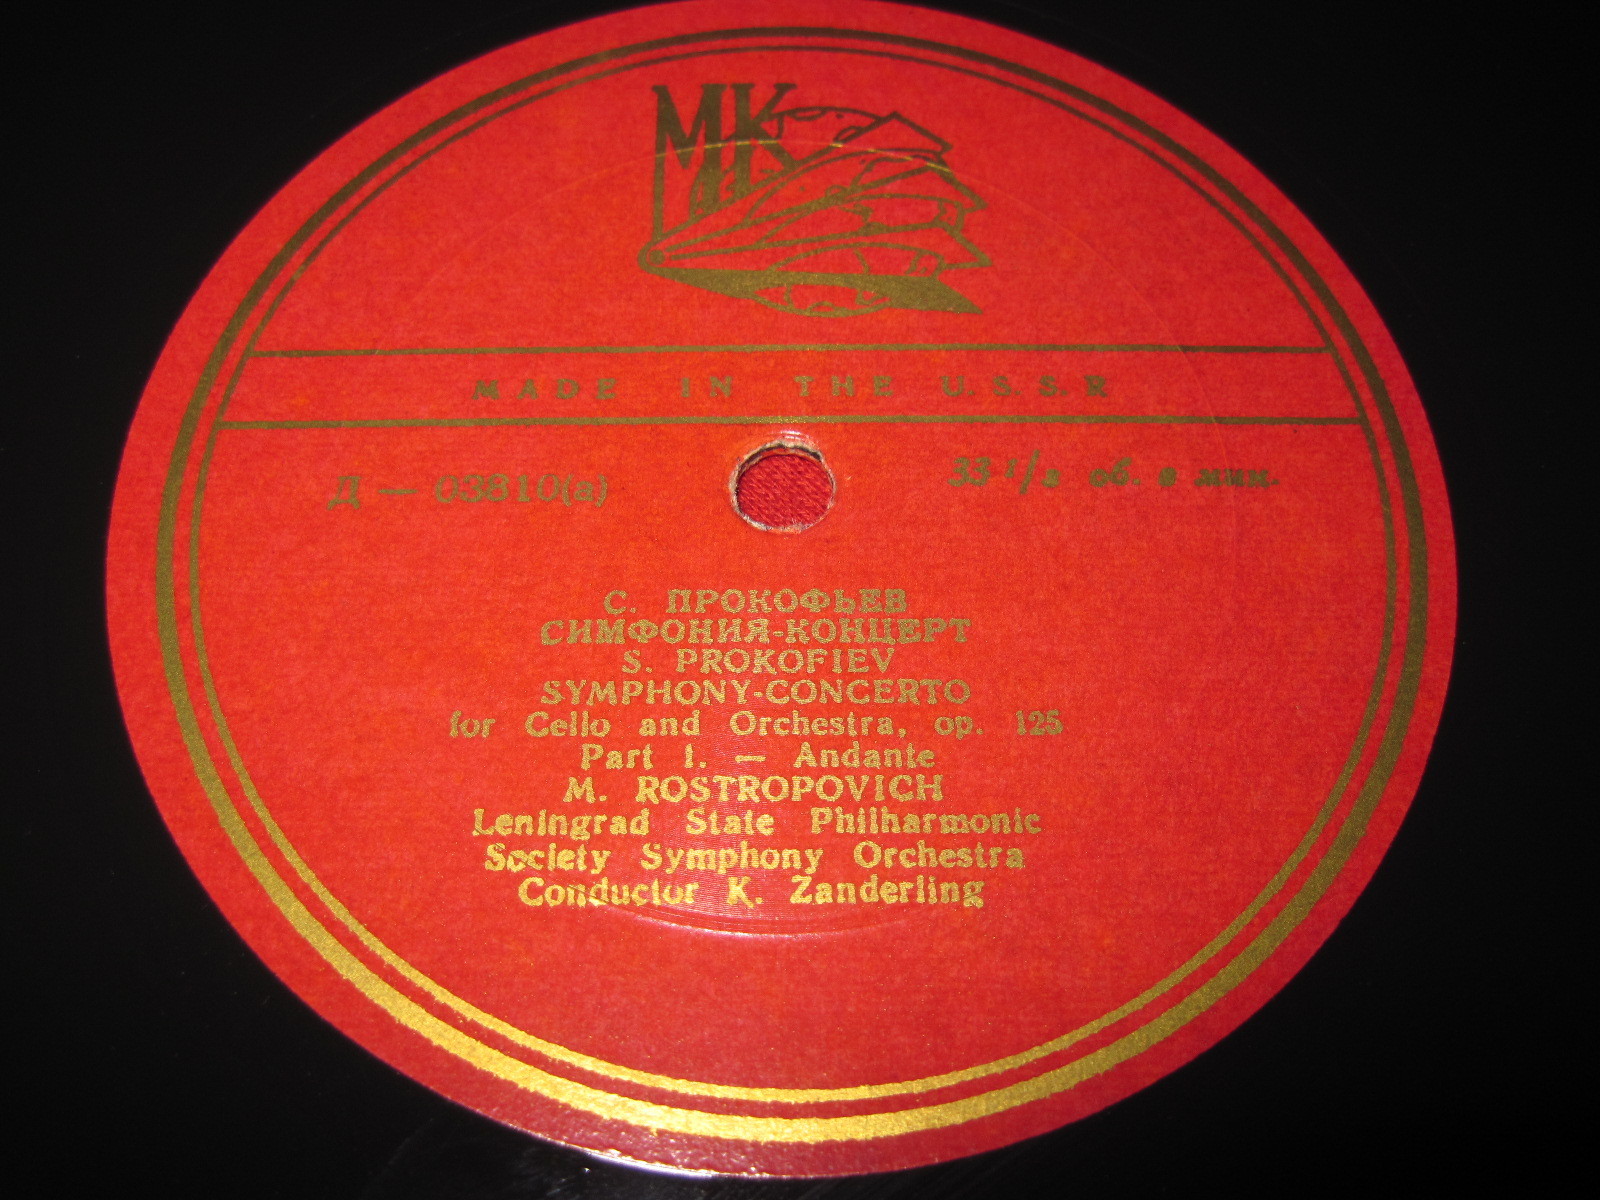 МК
MADE IN THE U.S.S.R
Д — 03810(a)
33 1/2 об. в мин.
С. ПРОКОФЬЕВ
СИМФОНИЯ-КОНЦЕРТ
S. PROKOFIEV
SYMPHONY-CONCERTO
for Cello and Orchestra, op. 125
Part I. — Andante
M. ROSTROPOVICH
Leningrad State Philharmonic
Society Symphony Orchestra
Conductor K. Zanderling